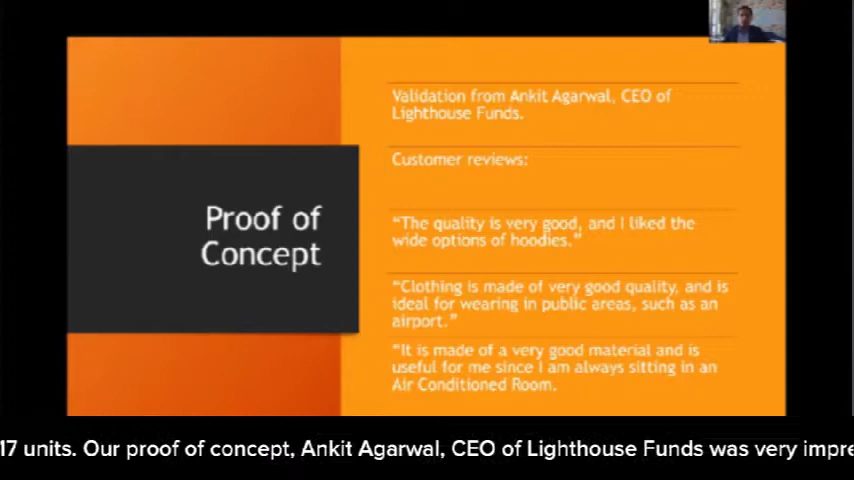 Proof of
Concept
Validation from Ankit Agarwal, CEO of
Lighthouse Funds.
Customer reviews:
“The quality is very good, and I liked the
wide options of hoodies.”
“Clothing is made of very good quality, and is
ideal for wearing in public areas, such as an
airport.”
“It is made of a very good material and is
useful for me since I am always sitting in an
Air Conditioned Room.
17 units. Our proof of concept, Ankit Agarwal, CEO of Lighthouse Funds was very impre